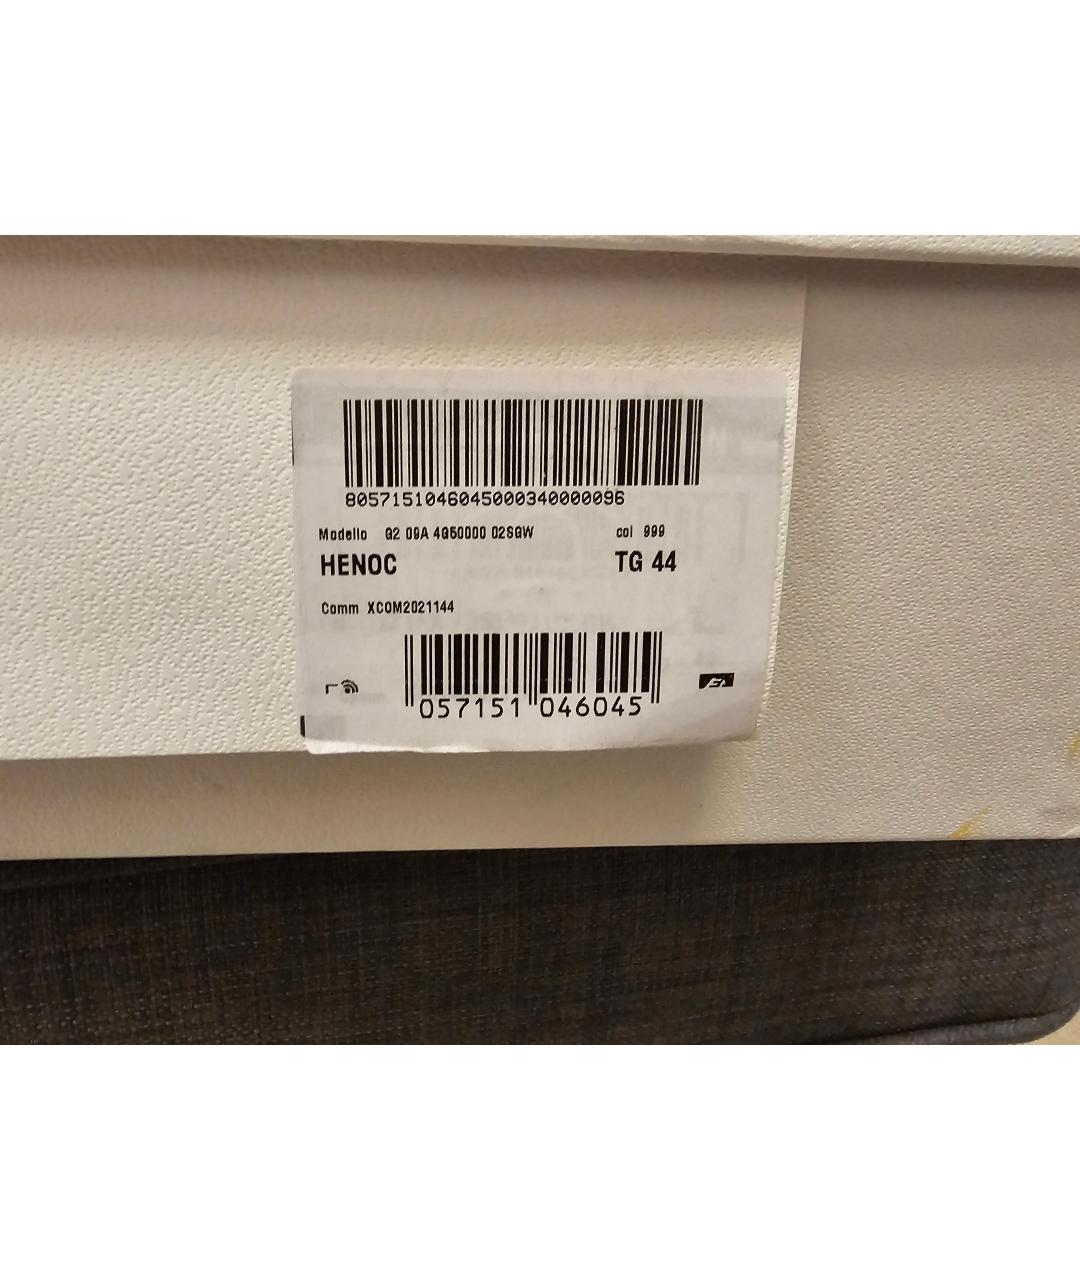 8057151046045000340000096
Modello G2 09A 4G50000 02SGW col 999
HENOC TG 44
Comm XCOM2021144
057151 046045